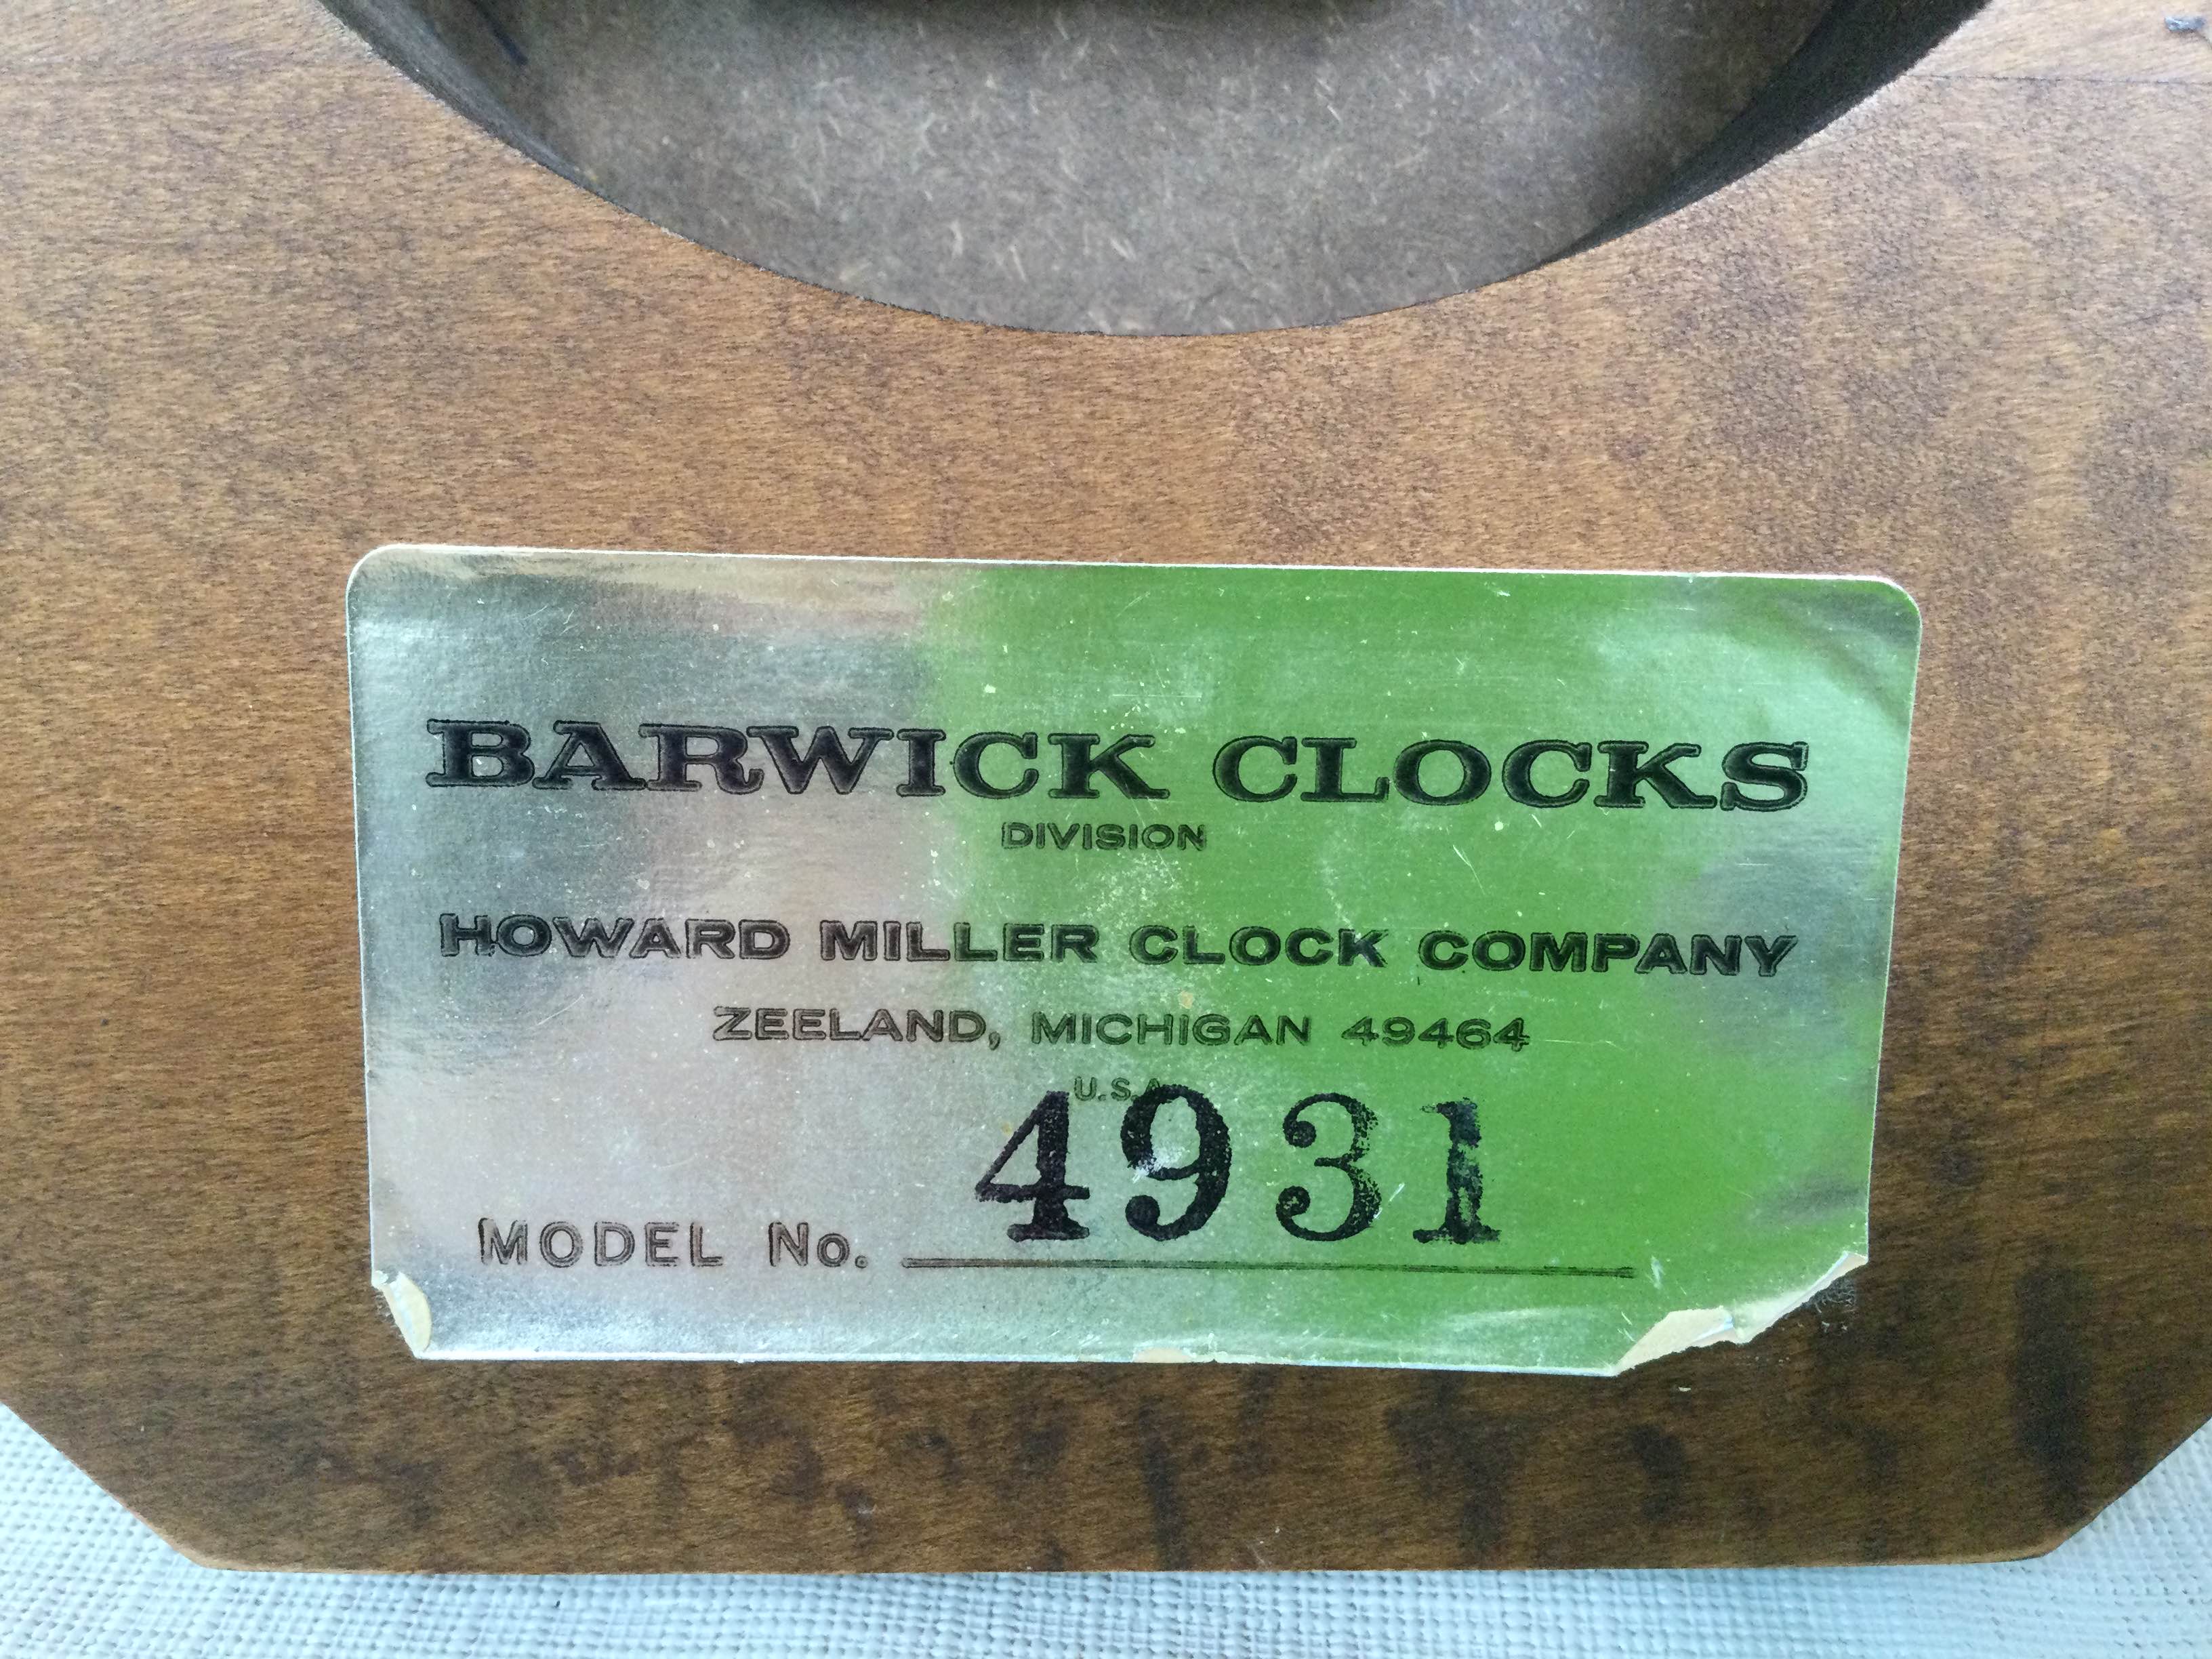 BARWICK CLOCKS
DIVISION
HOWARD MILLER CLOCK COMPANY
ZEELAND, MICHIGAN 49464
U.S.A.
MODEL No. 4931